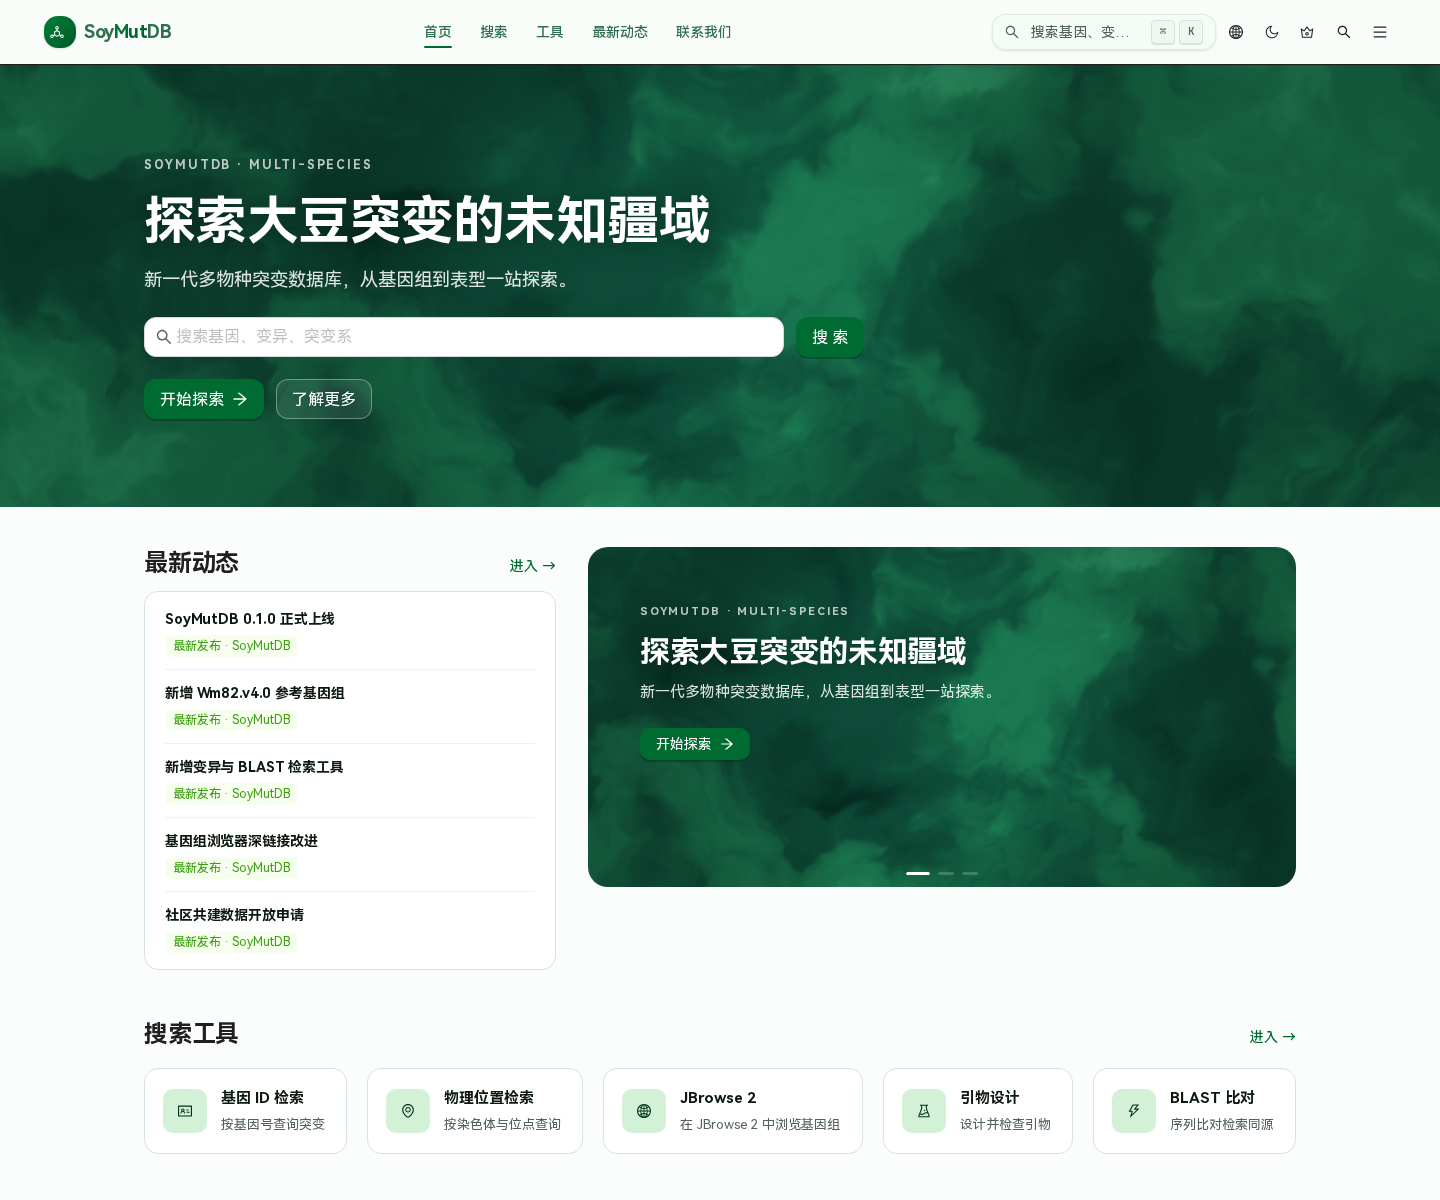 SoyMutDB
首页 搜索 工具 最新动态 联系我们
搜索基因、变... ⌘ K
SOYMUTDB · MULTI-SPECIES
探索大豆突变的未知疆域
新一代多物种突变数据库，从基因组到表型一站探索。
搜索基因、变异、突变系
搜 索
开始探索 →
了解更多
最新动态
进入 →
SoyMutDB 0.1.0 正式上线
最新发布 · SoyMutDB
新增 Wm82.v4.0 参考基因组
最新发布 · SoyMutDB
新增变异与 BLAST 检索工具
最新发布 · SoyMutDB
基因组浏览器深链接改进
最新发布 · SoyMutDB
社区共建数据开放申请
最新发布 · SoyMutDB
SOYMUTDB · MULTI-SPECIES
探索大豆突变的未知疆域
新一代多物种突变数据库，从基因组到表型一站探索。
开始探索 →
搜索工具
进入 →
基因 ID 检索
按基因号查询突变
物理位置检索
按染色体与位点查询
JBrowse 2
在 JBrowse 2 中浏览基因组
引物设计
设计并检查引物
BLAST 比对
序列比对检索同源